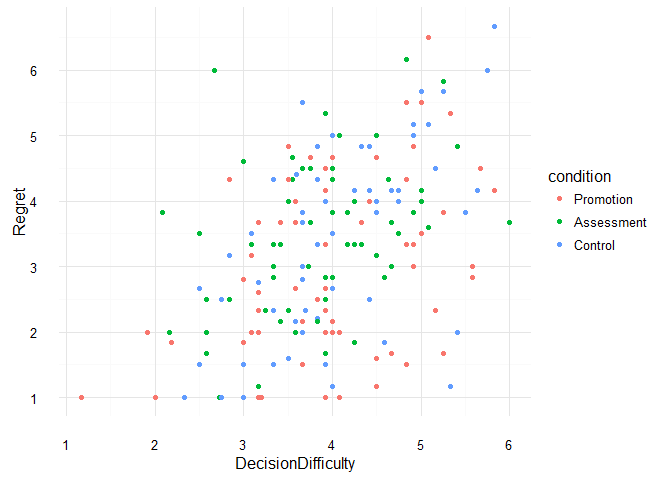 6
5
4
3
2
1
Regret
1 2 3 4 5 6
DecisionDifficulty
condition
Promotion
Assessment
Control